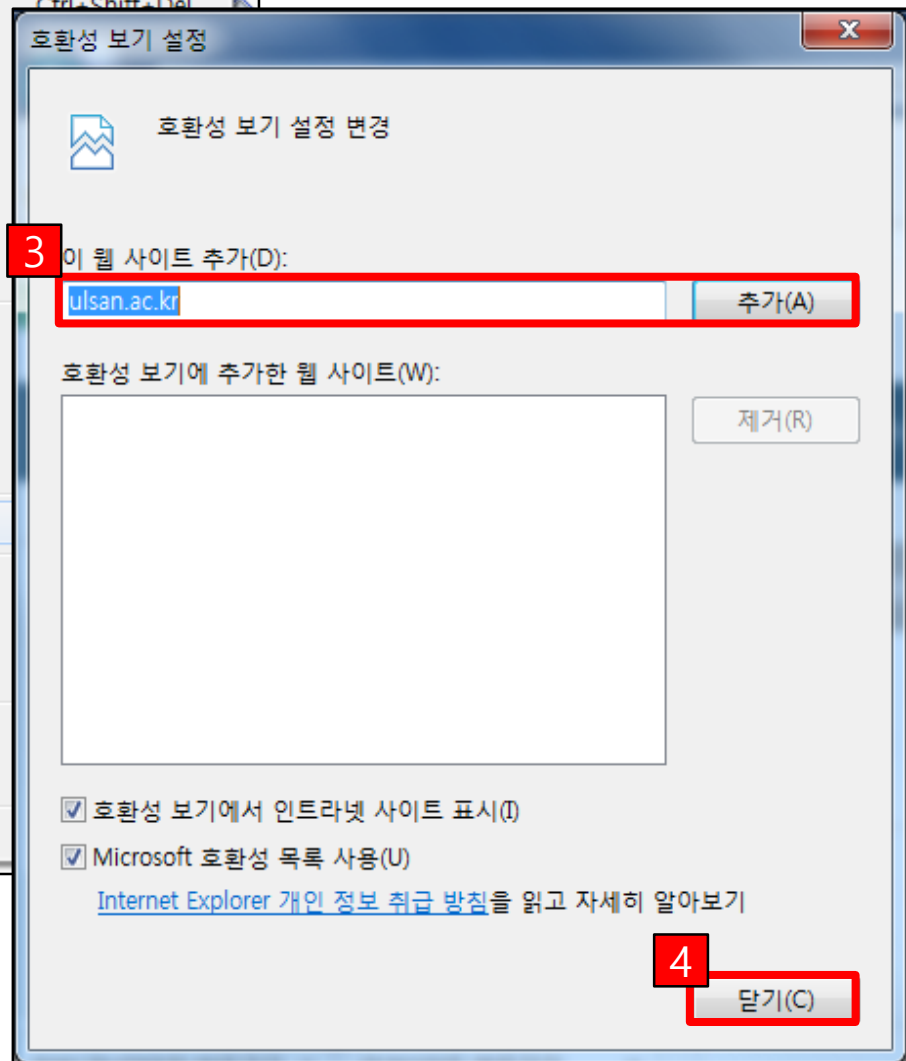 Ctrl+Shift+Del
호환성 보기 설정
호환성 보기 설정 변경
3
이 웹 사이트 추가(D):
ulsan.ac.kr
추가(A)
호환성 보기에 추가한 웹 사이트(W):
제거(R)
호환성 보기에서 인트라넷 사이트 표시(I)
Microsoft 호환성 목록 사용(U)
Internet Explorer 개인 정보 취급 방침을 읽고 자세히 알아보기
4
닫기(C)